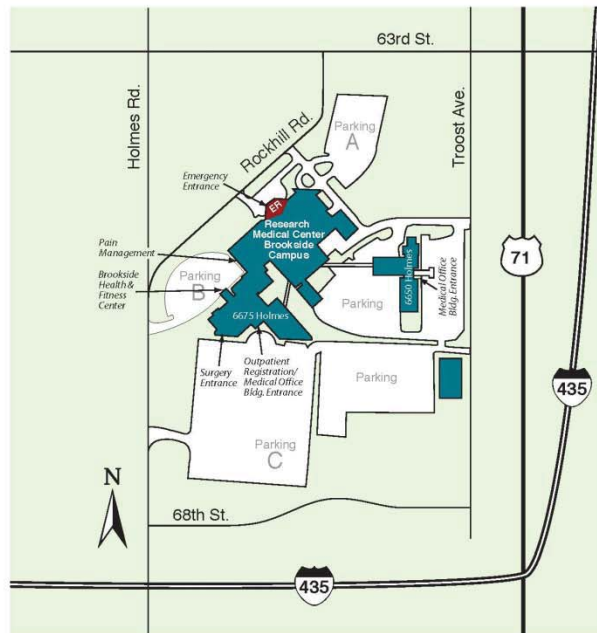 63rd St.
Holmes Rd.
Rockhill Rd.
Troost Ave.
Parking
A
Emergency
Entrance
ER
Research
Medical Center
Brookside
Campus
Pain
Management
Brookside
Health &
Fitness
Center
Parking
B
6675 Holmes
Parking
6650 Holmes
Medical Office
Bldg. Entrance
71
Surgery
Entrance
Outpatient
Registration/
Medical Office
Bldg. Entrance
Parking
435
Parking
C
N
68th St.
435